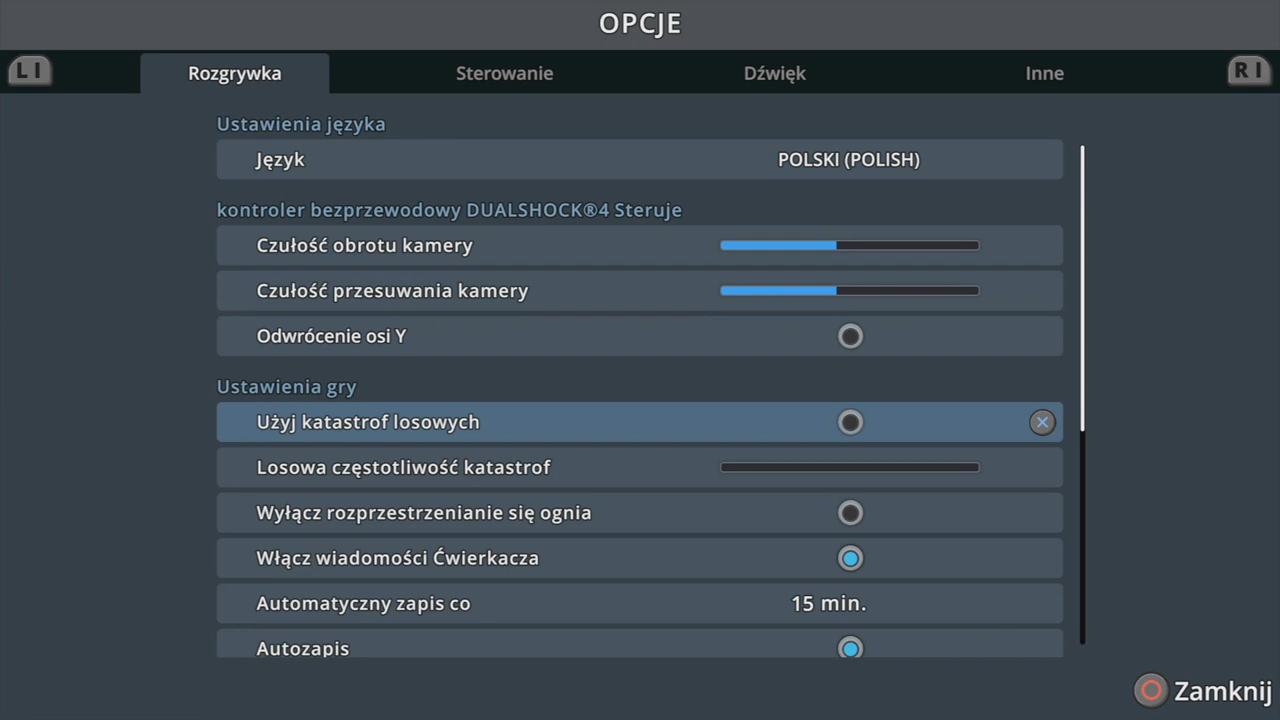 OPCJE
L1 Rozgrywka Sterowanie Dźwięk Inne R1
Ustawienia języka
Język POLSKI (POLISH)
kontroler bezprzewodowy DUALSHOCK®4 Steruje
Czułość obrotu kamery
Czułość przesuwania kamery
Odwrócenie osi Y
Ustawienia gry
Użyj katastrof losowych
Losowa częstotliwość katastrof
Wyłącz rozprzestrzenianie się ognia
Włącz wiadomości Ćwierkacza
Automatyczny zapis co 15 min.
Autozapis
Zamknij